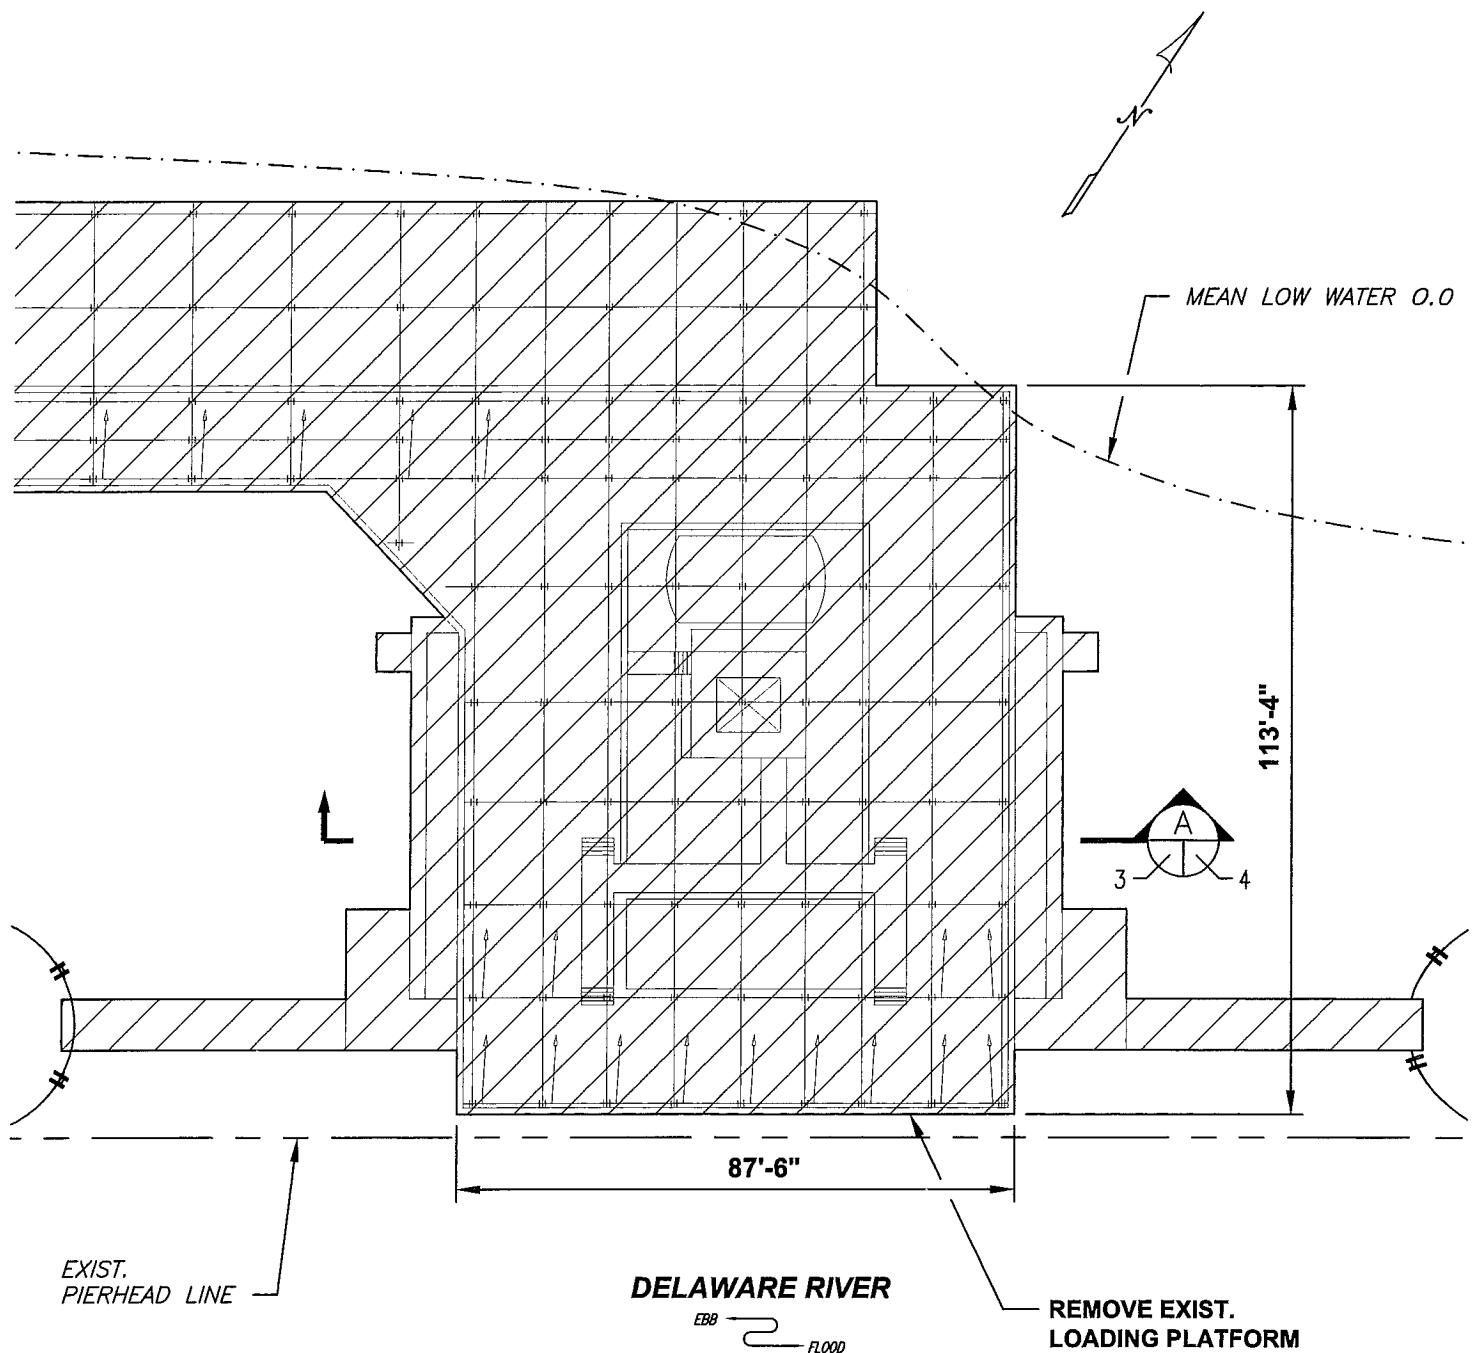 N
MEAN LOW WATER 0.0
113'-4"
A
3 4
87'-6"
EXIST.
PIERHEAD LINE
DELAWARE RIVER
EBB
FLOOD
REMOVE EXIST.
LOADING PLATFORM